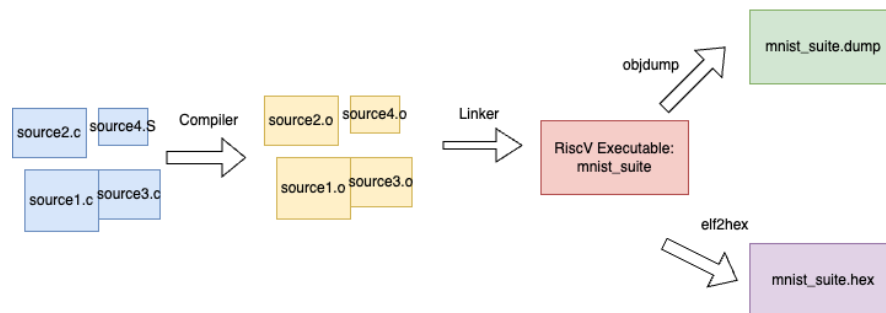 source2.c
source4.S
source1.c
source3.c
Compiler
source2.o
source4.o
source1.o
source3.o
Linker
RiscV Executable:
mnist_suite
objdump
mnist_suite.dump
elf2hex
mnist_suite.hex